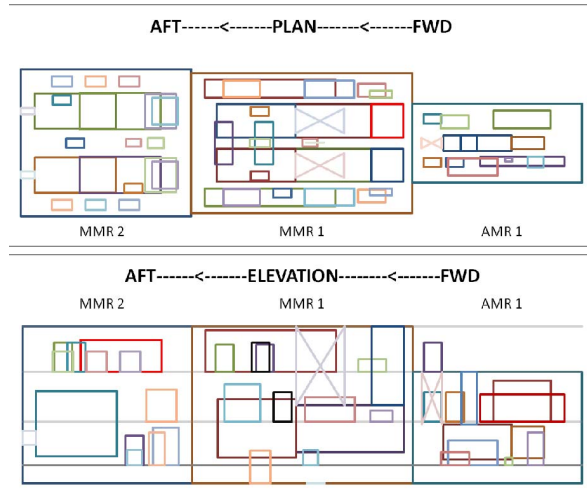 AFT------<------PLAN------<------FWD
MMR 2 MMR 1 AMR 1
AFT------<-------ELEVATION-------<------FWD
MMR 2 MMR 1 AMR 1